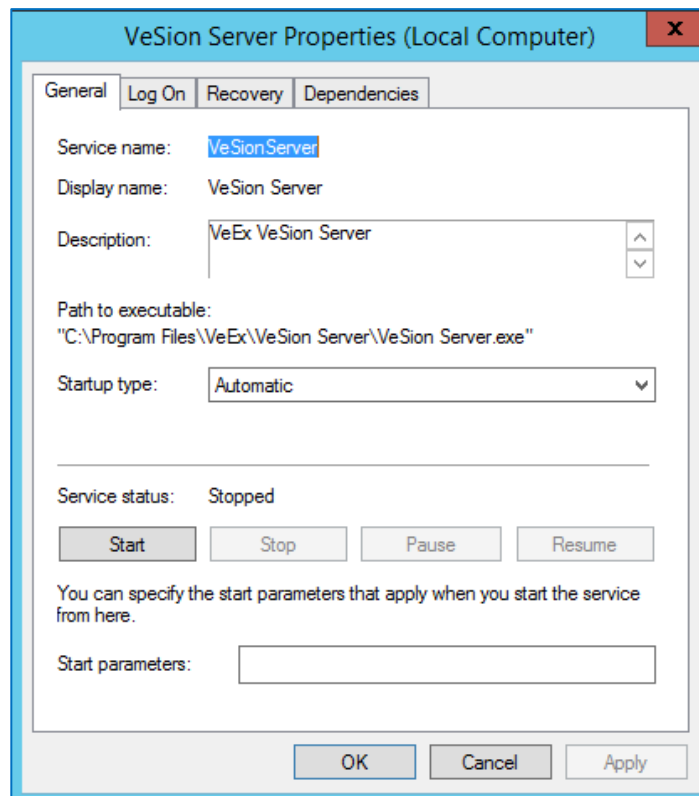 VeSion Server Properties (Local Computer)
x
General Log On Recovery Dependencies
Service name: VeSionServer
Display name: VeSion Server
Description: VeEx VeSion Server
Path to executable:
"C:\Program Files\VeEx\VeSion Server\VeSion Server.exe"
Startup type: Automatic
Service status: Stopped
Start Stop Pause Resume
You can specify the start parameters that apply when you start the service
from here.
Start parameters:
OK Cancel Apply